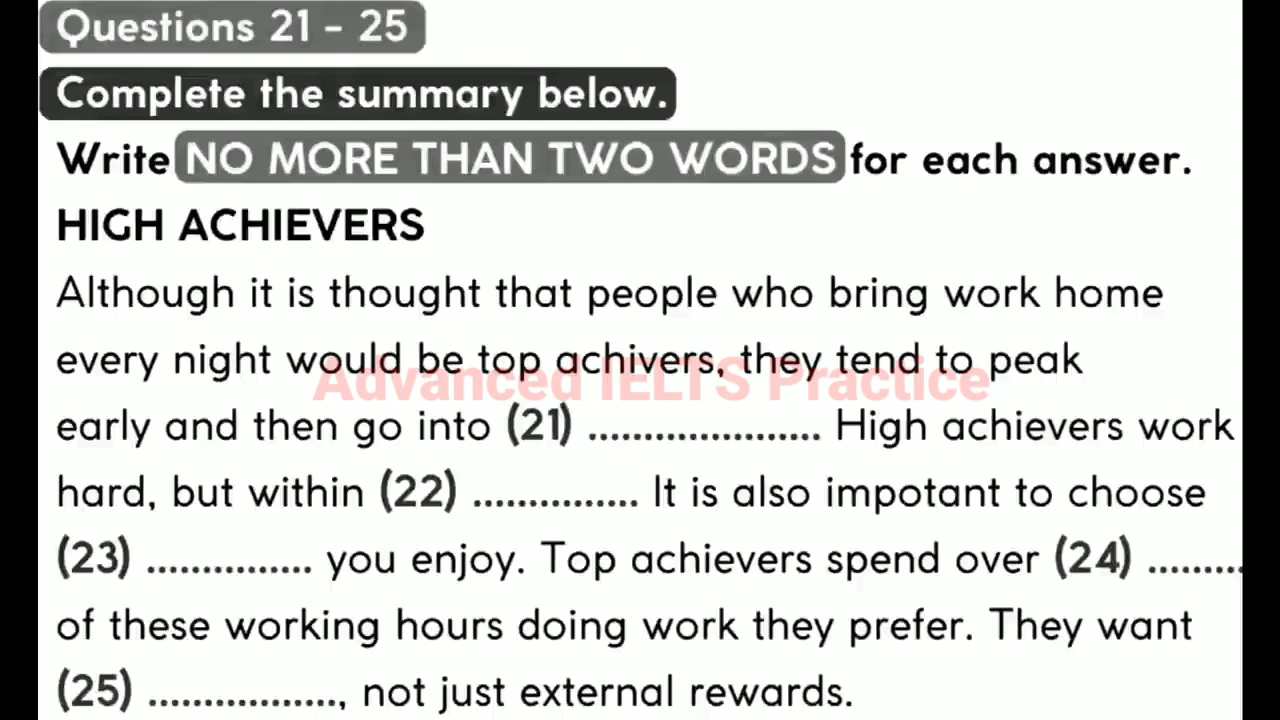 Questions 21 - 25
Complete the summary below.
Write NO MORE THAN TWO WORDS for each answer.
HIGH ACHIEVERS
Although it is thought that people who bring work home
every night would be top achivers, they tend to peak
Advanced IELTS Practice
early and then go into (21) ..................... High achievers work
hard, but within (22) ............... It is also impotant to choose
(23) ............... you enjoy. Top achievers spend over (24) .........
of these working hours doing work they prefer. They want
(25) ................., not just external rewards.